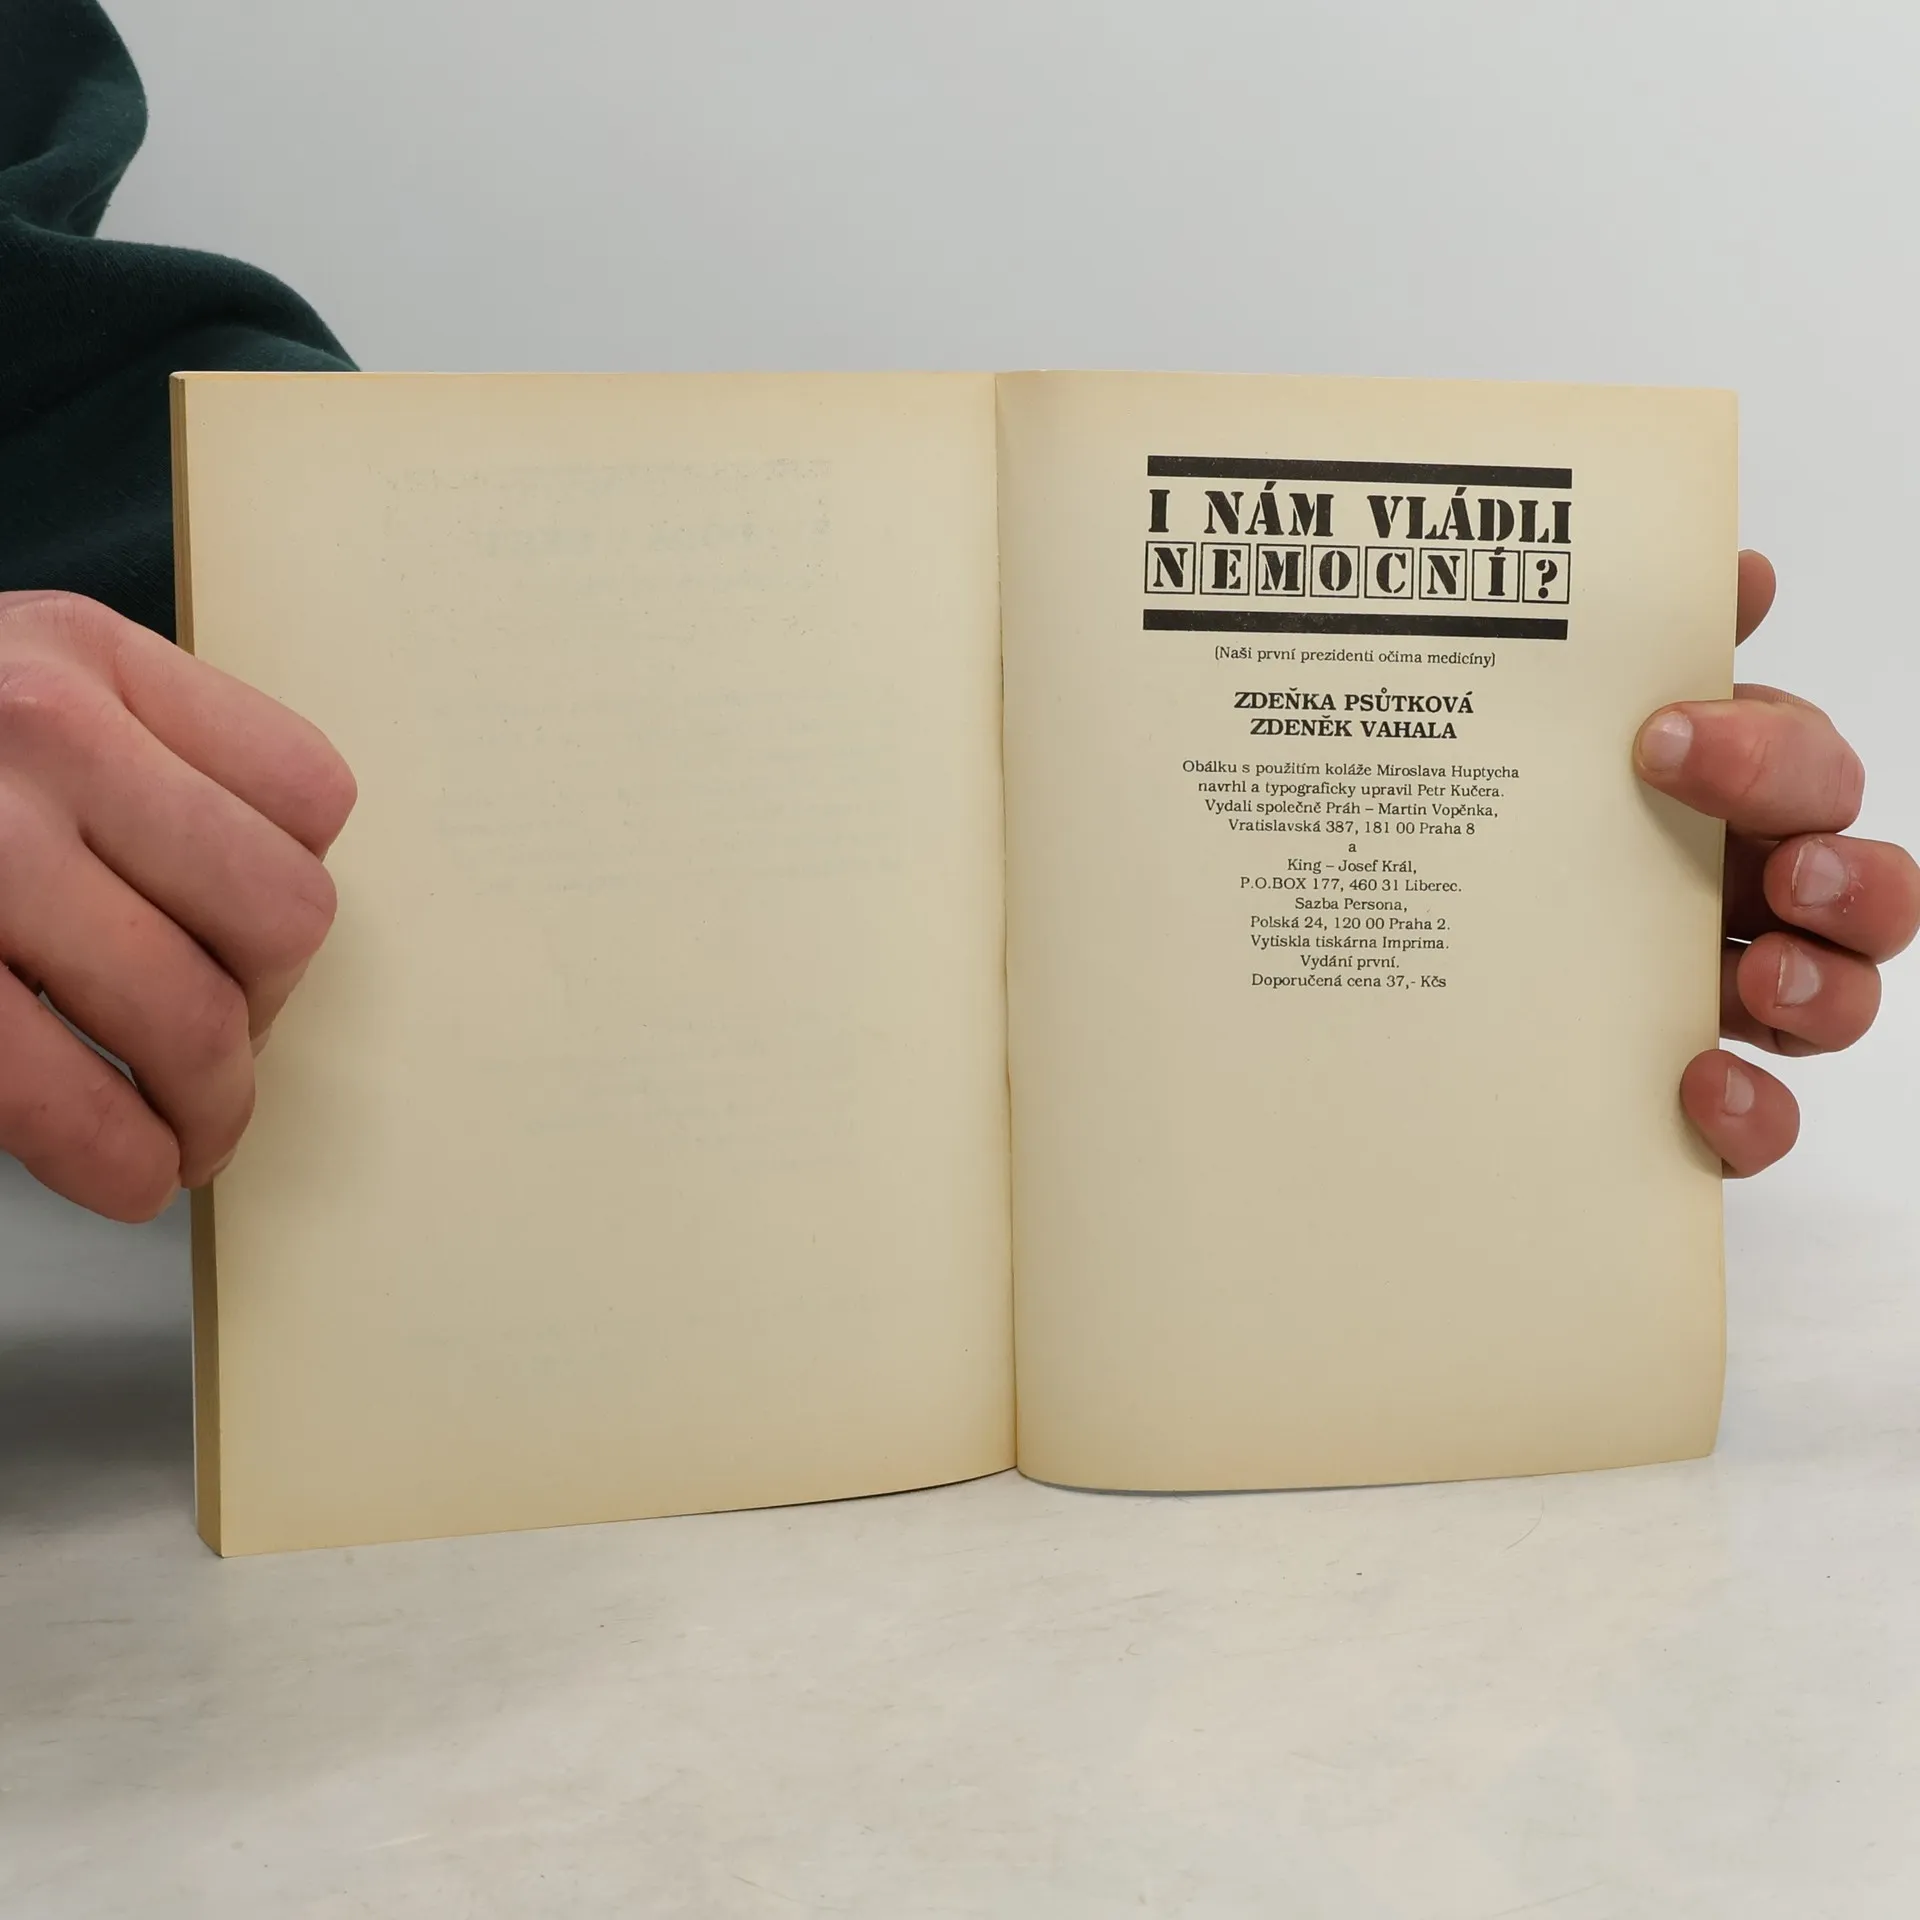 I NÁM VLÁDLI
NEMOCNÍ?
(Naši první prezidenti očima medicíny)
ZDEŇKA PSŮTKOVÁ
ZDENĚK VAHALA
Obálku s použitím koláže Miroslava Huptycha
navrhl a typograficky upravil Petr Kučera.
Vydali společně Práh – Martin Vopěnka,
Vratislavská 387, 181 00 Praha 8
a
King – Josef Král,
P.O.BOX 177, 460 31 Liberec.
Sazba Persona,
Polská 24, 120 00 Praha 2.
Vytiskla tiskárna Imprima.
Vydání první.
Doporučená cena 37,- Kčs